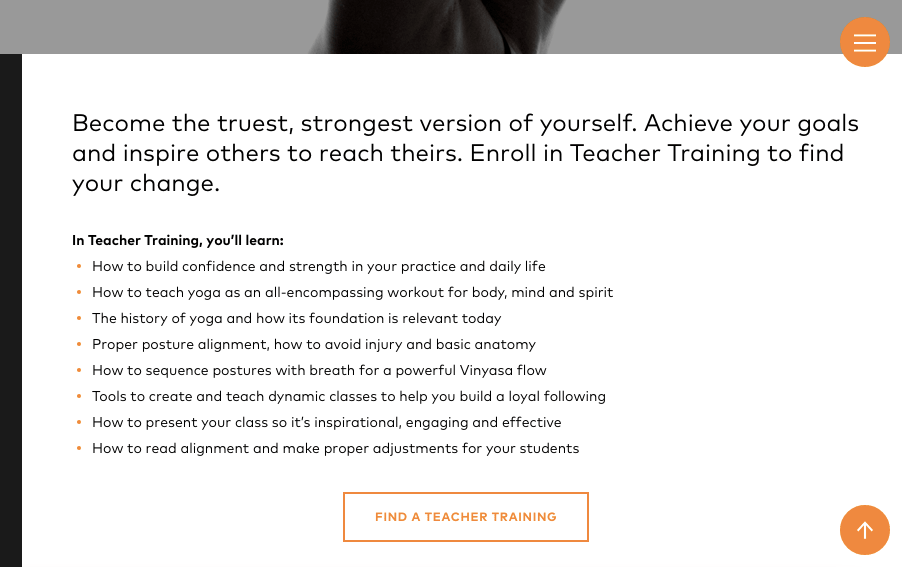 Become the truest, strongest version of yourself. Achieve your goals
and inspire others to reach theirs. Enroll in Teacher Training to find
your change.
In Teacher Training, you’ll learn:
• How to build confidence and strength in your practice and daily life
• How to teach yoga as an all-encompassing workout for body, mind and spirit
• The history of yoga and how its foundation is relevant today
• Proper posture alignment, how to avoid injury and basic anatomy
• How to sequence postures with breath for a powerful Vinyasa flow
• Tools to create and teach dynamic classes to help you build a loyal following
• How to present your class so it’s inspirational, engaging and effective
• How to read alignment and make proper adjustments for your students
FIND A TEACHER TRAINING